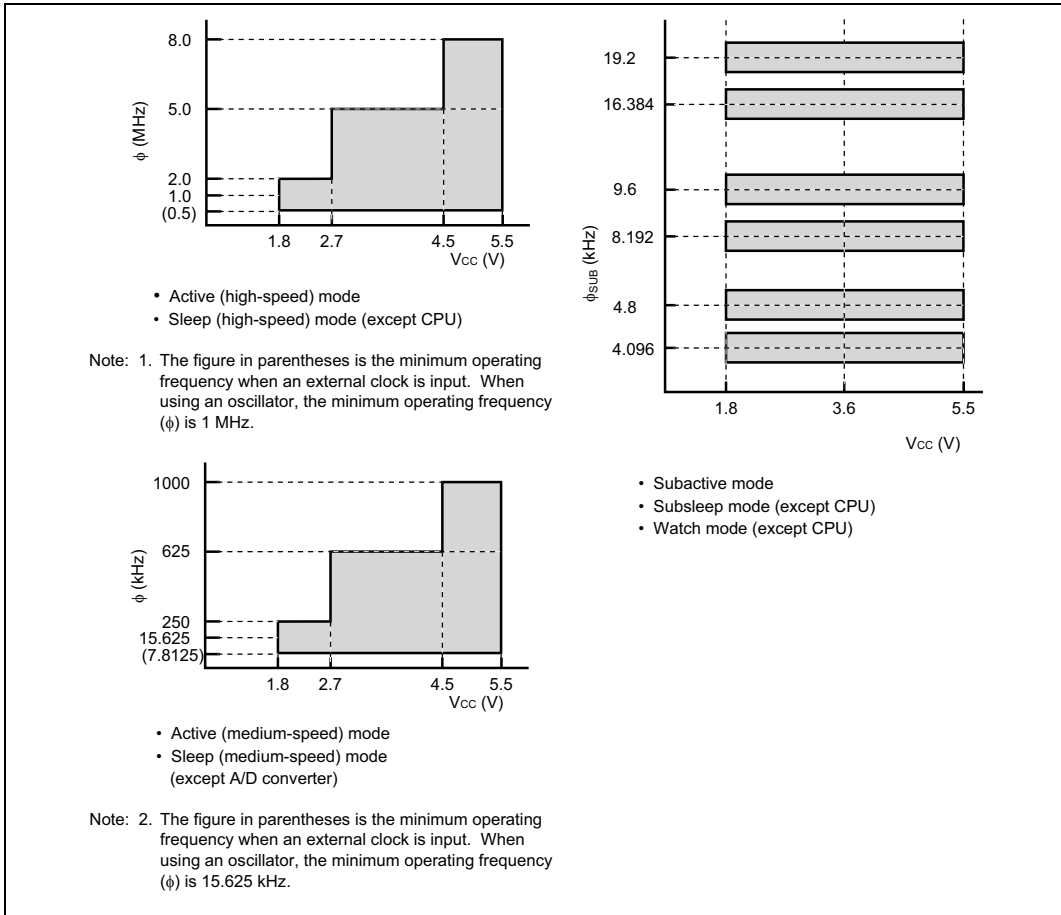 8.0
5.0
2.0
1.0
(0.5)
φ (MHz)
1.8 2.7 4.5 5.5
VCC (V)
• Active (high-speed) mode
• Sleep (high-speed) mode (except CPU)
Note: 1. The figure in parentheses is the minimum operating
frequency when an external clock is input. When
using an oscillator, the minimum operating frequency
(φ) is 1 MHz.
1000
625
250
15.625
(7.8125)
φ (kHz)
1.8 2.7 4.5 5.5
VCC (V)
• Active (medium-speed) mode
• Sleep (medium-speed) mode
(except A/D converter)
Note: 2. The figure in parentheses is the minimum operating
frequency when an external clock is input. When
using an oscillator, the minimum operating frequency
(φ) is 15.625 kHz.
19.2
16.384
9.6
8.192
4.8
4.096
φSUB (kHz)
1.8 3.6 5.5
VCC (V)
• Subactive mode
• Subsleep mode (except CPU)
• Watch mode (except CPU)